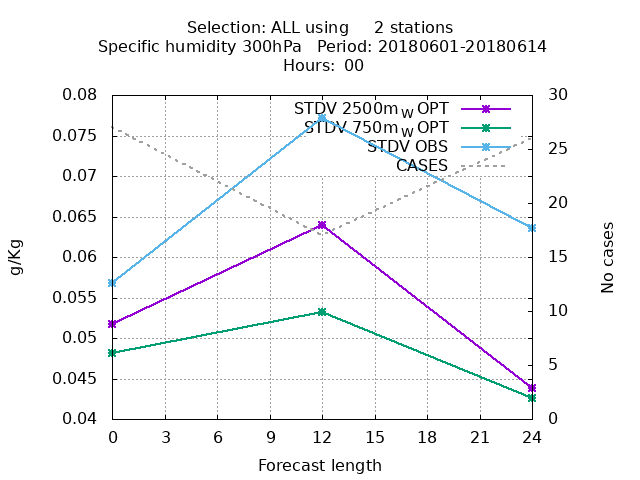 Selection: ALL using     2 stations
Specific humidity 300hPa   Period: 20180601-20180614
Hours: 00
0.08 30
STDV 2500m_W OPT
STDV 750m_W OPT
STDV OBS
CASES
0.075 25
0.07 20
0.065
0.06 15
0.055
0.05 10
0.045 5
0.04 0
g/Kg
No cases
0 3 6 9 12 15 18 21 24
Forecast length